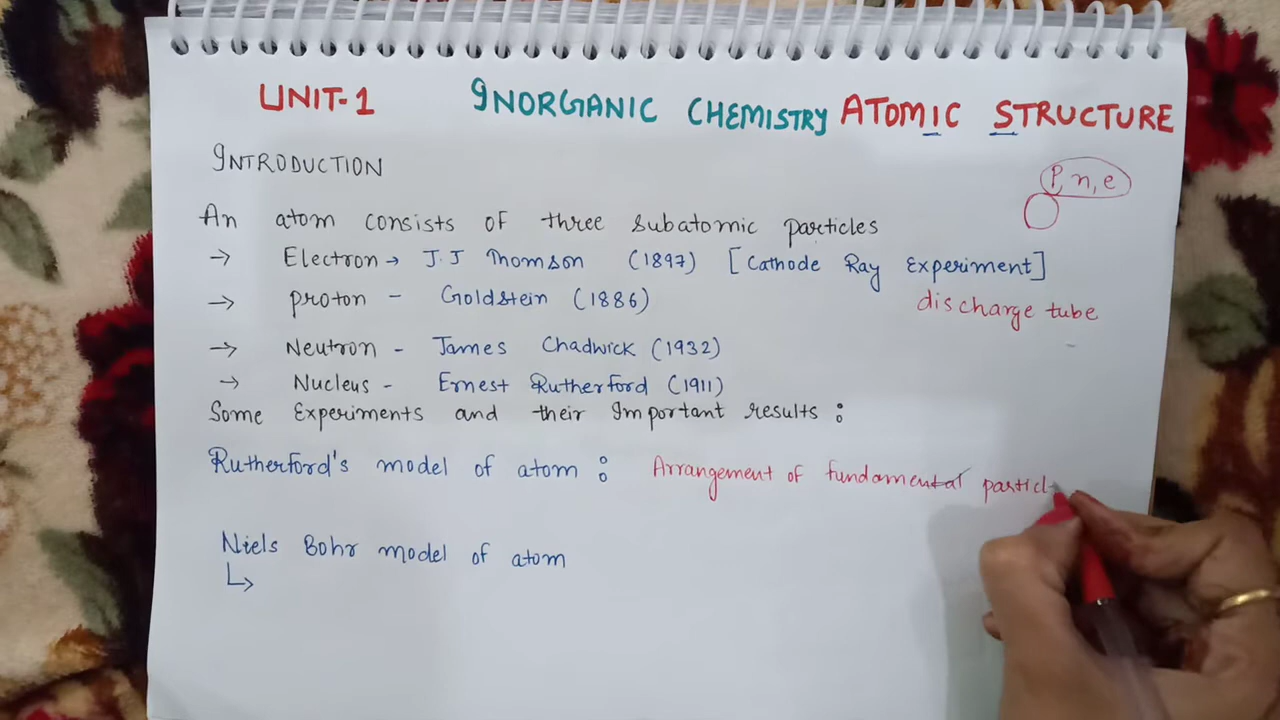 UNIT-1 INORGANIC CHEMISTRY ATOMIC STRUCTURE
INTRODUCTION
P, n, e
An atom consists of three subatomic particles
→ Electron → J.J Thomson (1897) [Cathode Ray Experiment]
→ proton - Goldstein (1886) discharge tube
→ Neutron - James Chadwick (1932)
→ Nucleus - Ernest Rutherford (1911)
Some Experiments and their Important results :
Rutherford's model of atom : Arrangement of fundamental particl
Niels Bohr model of atom
↳